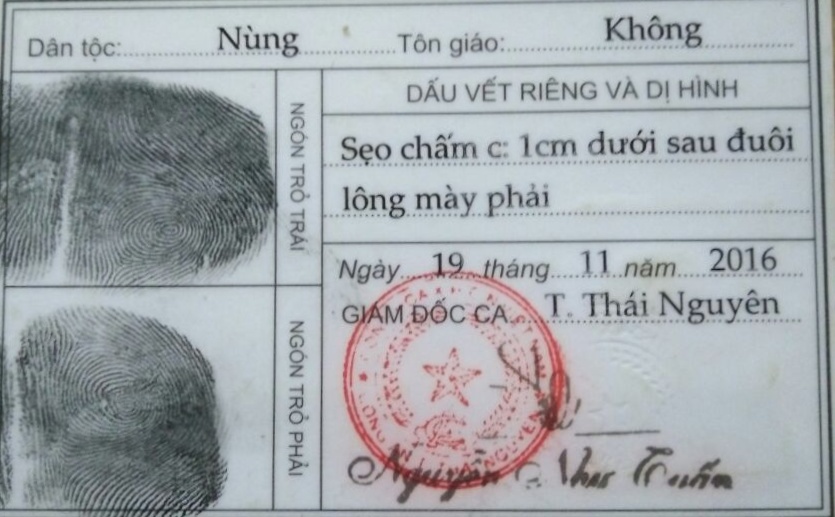 Dân tộc: Nùng Tôn giáo: Không
NGÓN TRỎ TRÁI
NGÓN TRỎ PHẢI
DẤU VẾT RIÊNG VÀ DỊ HÌNH
Sẹo chấm c: 1cm dưới sau đuôi
lông mày phải
Ngày 19 tháng 11 năm 2016
GIÁM ĐỐC CA T. Thái Nguyên
Nguyễn Như Tuấn